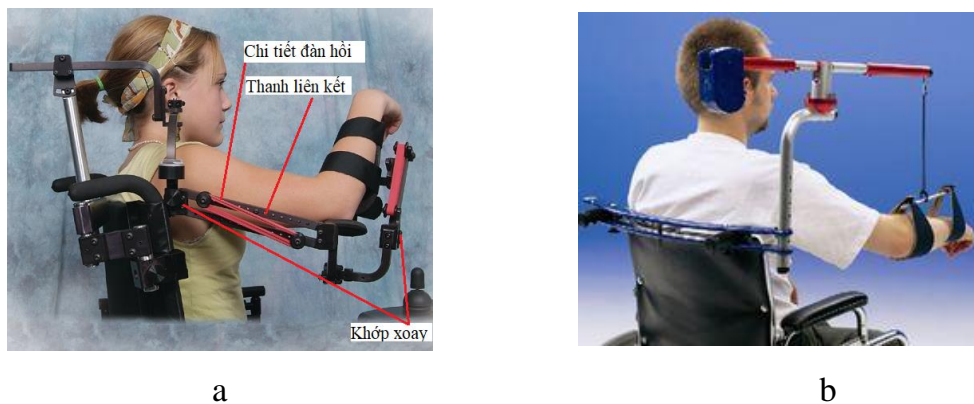 Chi tiết đàn hồi
Thanh liên kết
Khớp xoay
a
b